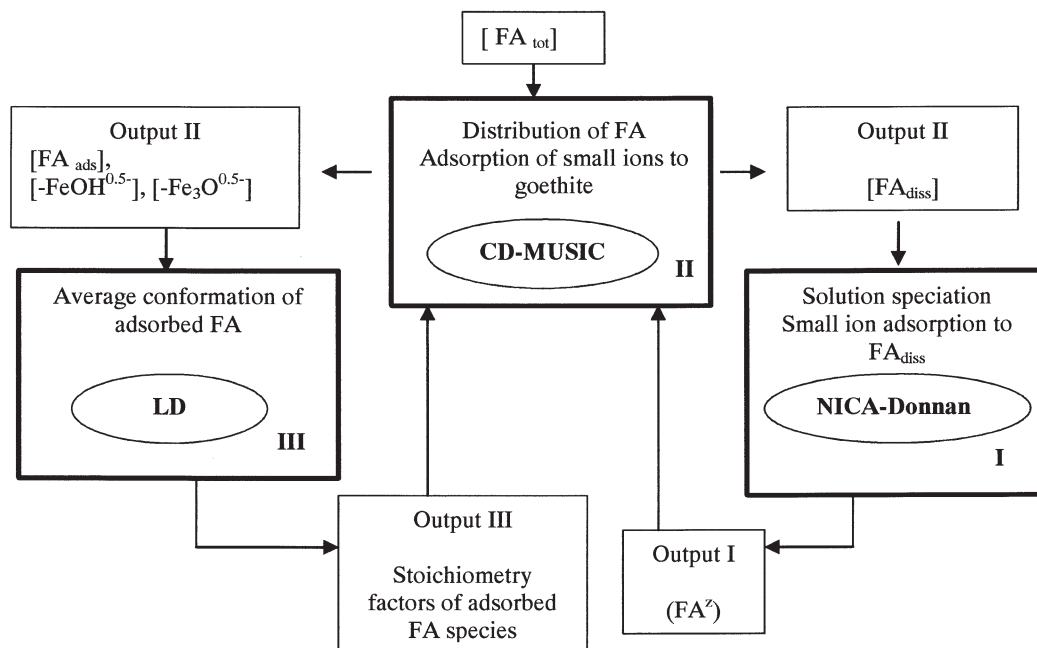 [ FA tot]
Output II
[FA ads],
[-FeOH0.5-], [-Fe3O0.5-]
Distribution of FA
Adsorption of small ions to
goethite
CD-MUSIC
II
Output II
[FAdiss]
Average conformation of
adsorbed FA
LD
III
Solution speciation
Small ion adsorption to
FAdiss
NICA-Donnan
I
Output III
Stoichiometry
factors of adsorbed
FA species
Output I
(FAz)